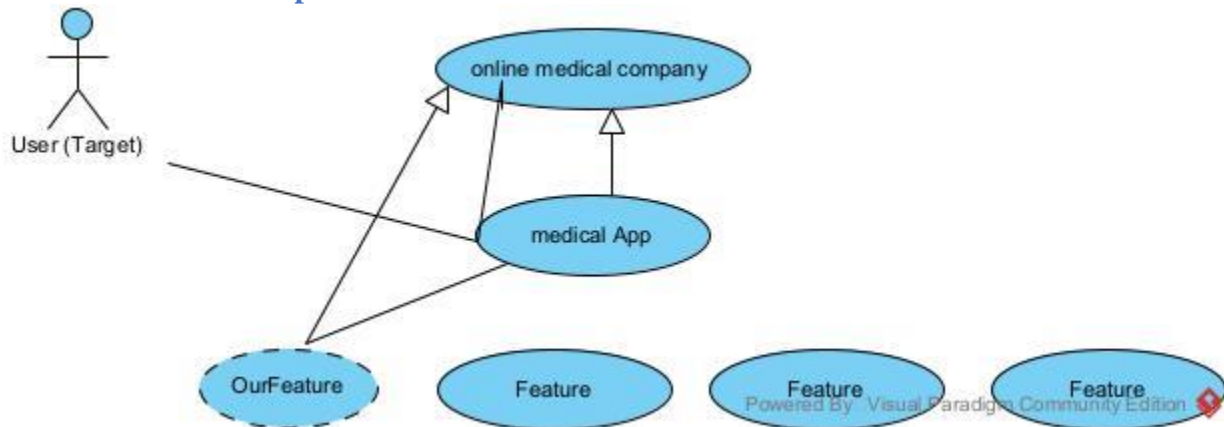 online medical company
User (Target)
medical App
OurFeature
Feature
Feature
Feature
Powered By Visual Paradigm Community Edition